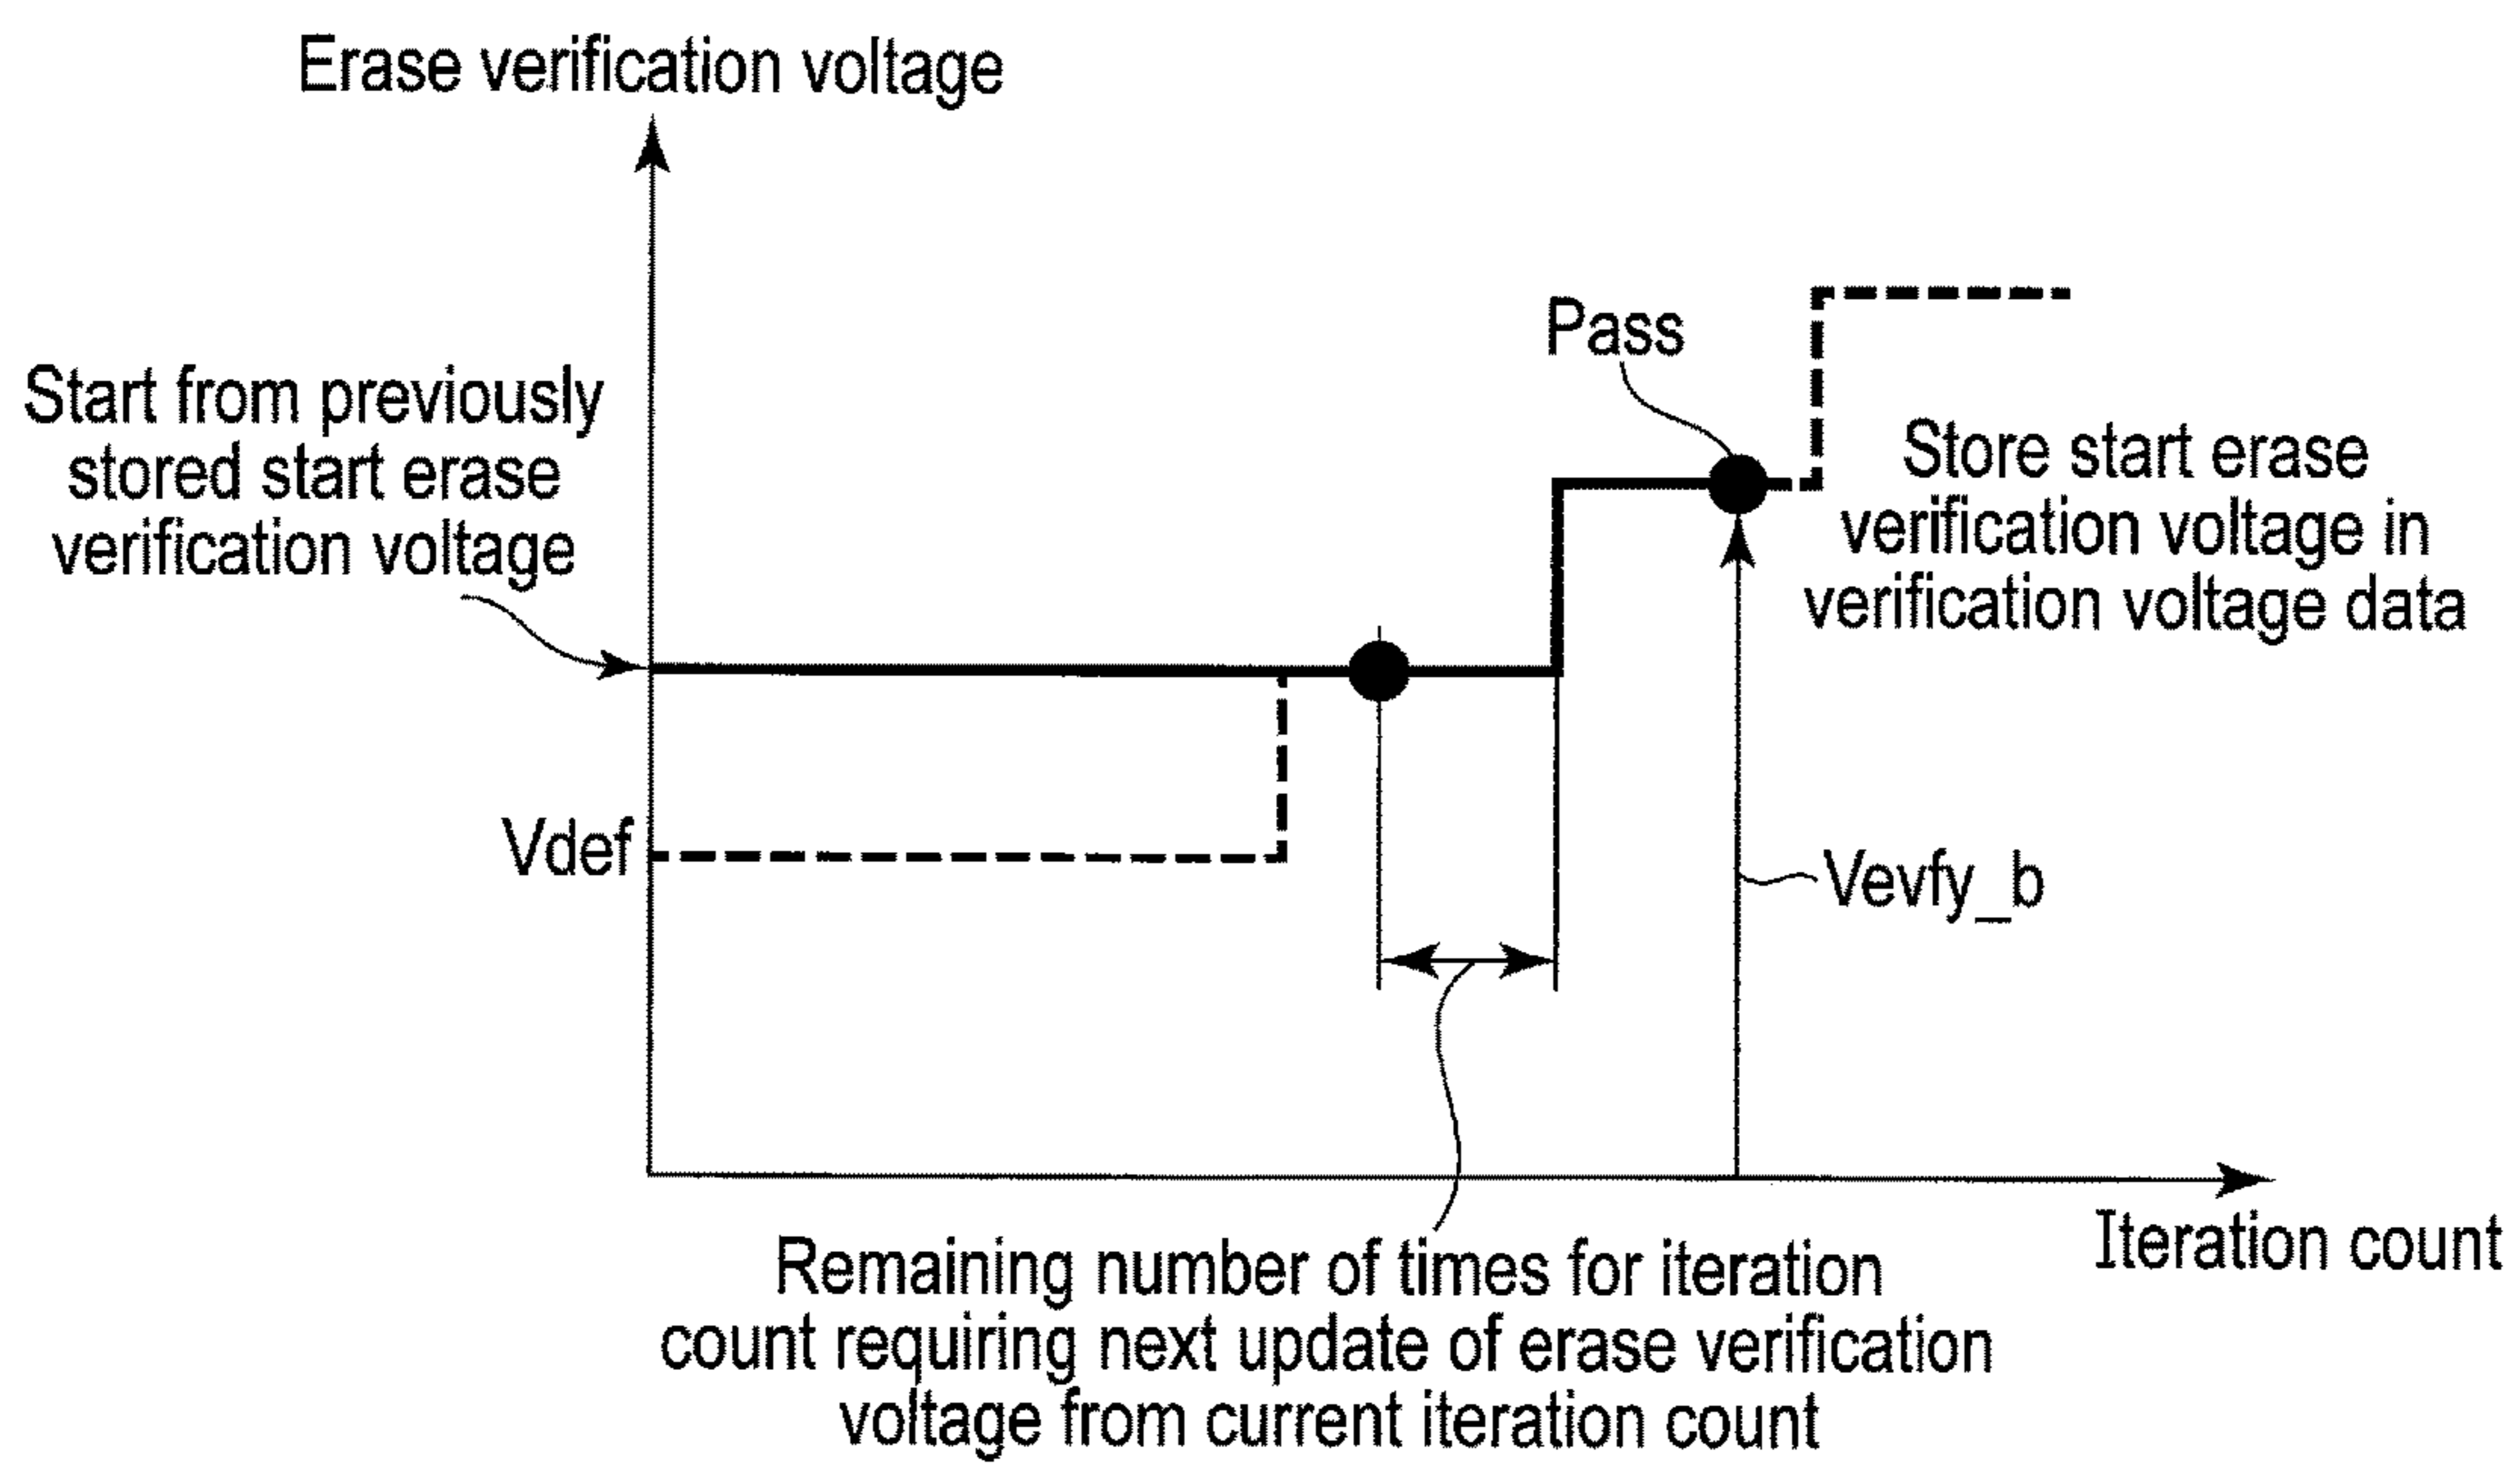 Erase verification voltage
Pass
Start from previously
stored start erase
verification voltage
Store start erase
verification voltage in
verification voltage data
Vdef
Vevfy_b
Iteration count
Remaining number of times for iteration
count requiring next update of erase verification
voltage from current iteration count